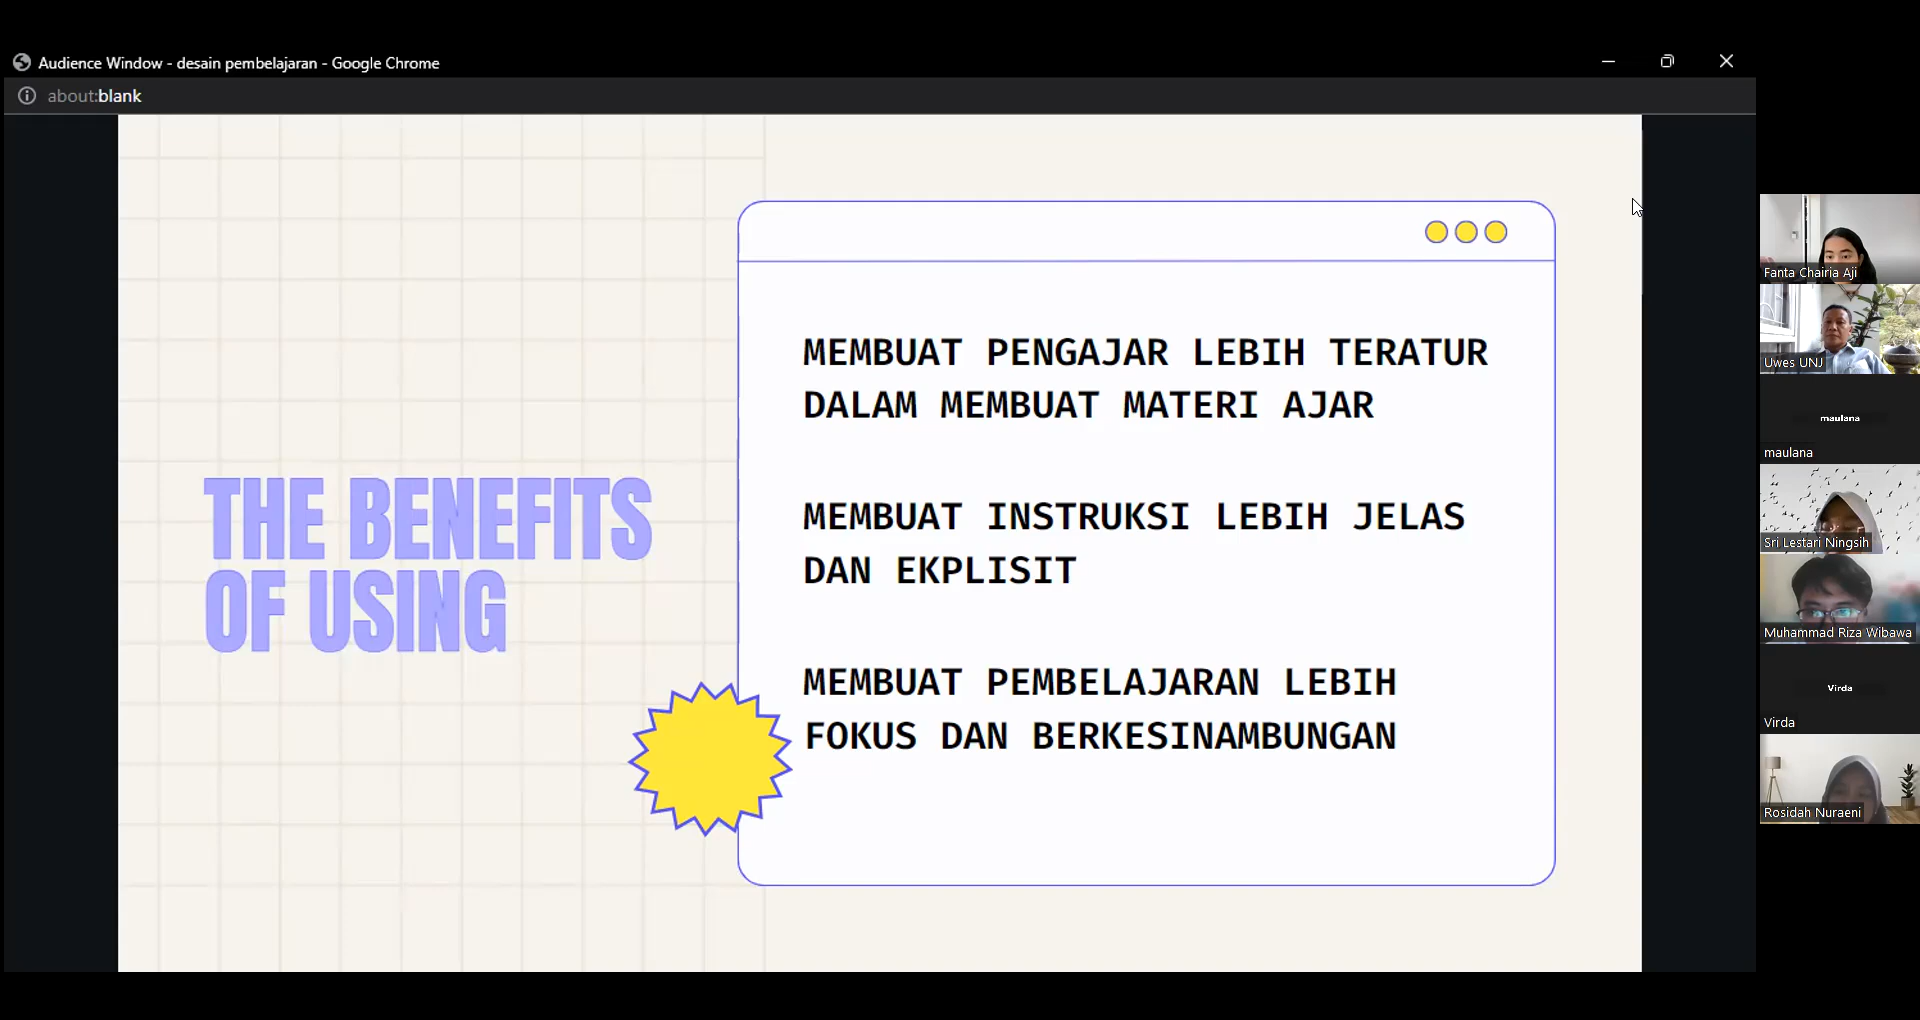 Audience Window - desain pembelajaran - Google Chrome
about:blank
THE BENEFITS
OF USING
MEMBUAT PENGAJAR LEBIH TERATUR
DALAM MEMBUAT MATERI AJAR
MEMBUAT INSTRUKSI LEBIH JELAS
DAN EKPLISIT
MEMBUAT PEMBELAJARAN LEBIH
FOKUS DAN BERKESINAMBUNGAN
Fanta Chairia Aji
Uwes UNJ
maulana
maulana
Sri Lestari Ningsih
Muhammad Riza Wibawa
Virda
Virda
Rosidah Nuraeni